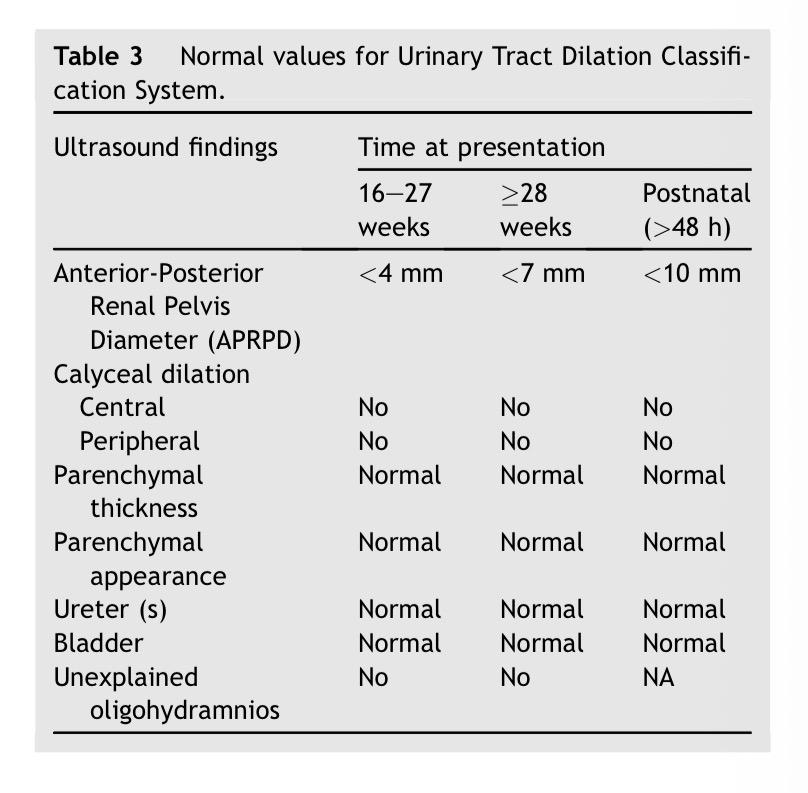 Table 3 Normal values for Urinary Tract Dilation Classifi-
cation System.
Ultrasound findings Time at presentation
16–27 ≥28 Postnatal
weeks weeks (>48 h)
Anterior-Posterior <4 mm <7 mm <10 mm
Renal Pelvis
Diameter (APRPD)
Calyceal dilation
Central No No No
Peripheral No No No
Parenchymal Normal Normal Normal
thickness
Parenchymal Normal Normal Normal
appearance
Ureter (s) Normal Normal Normal
Bladder Normal Normal Normal
Unexplained No No NA
oligohydramnios